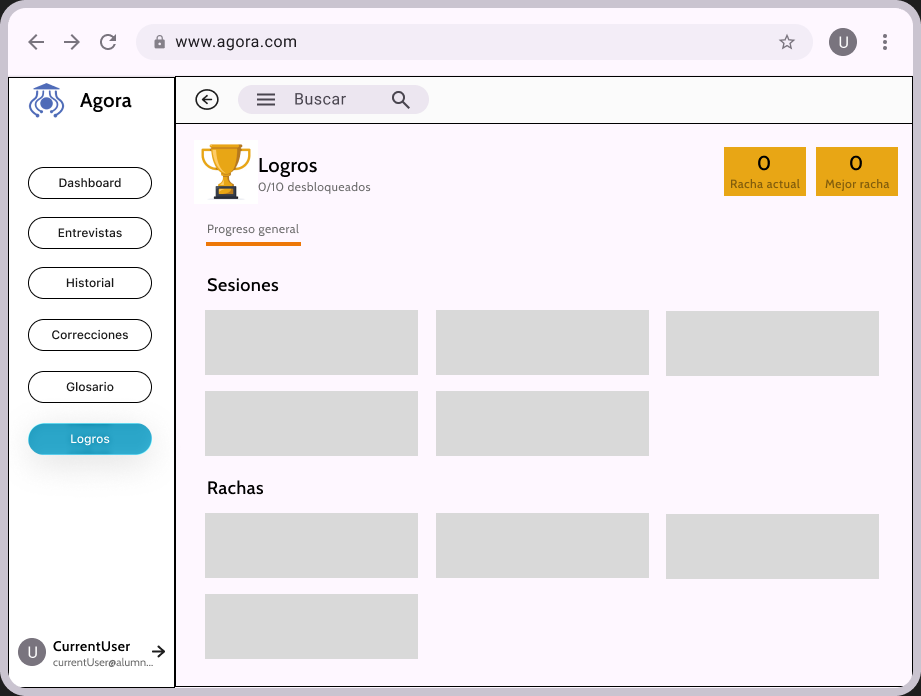 www.agora.com
U
Agora
Buscar
Dashboard
Entrevistas
Historial
Correcciones
Glosario
Logros
CurrentUser
currentUser@alumn...
U
Logros
0/10 desbloqueados
0
Racha actual
0
Mejor racha
Progreso general
Sesiones
Rachas